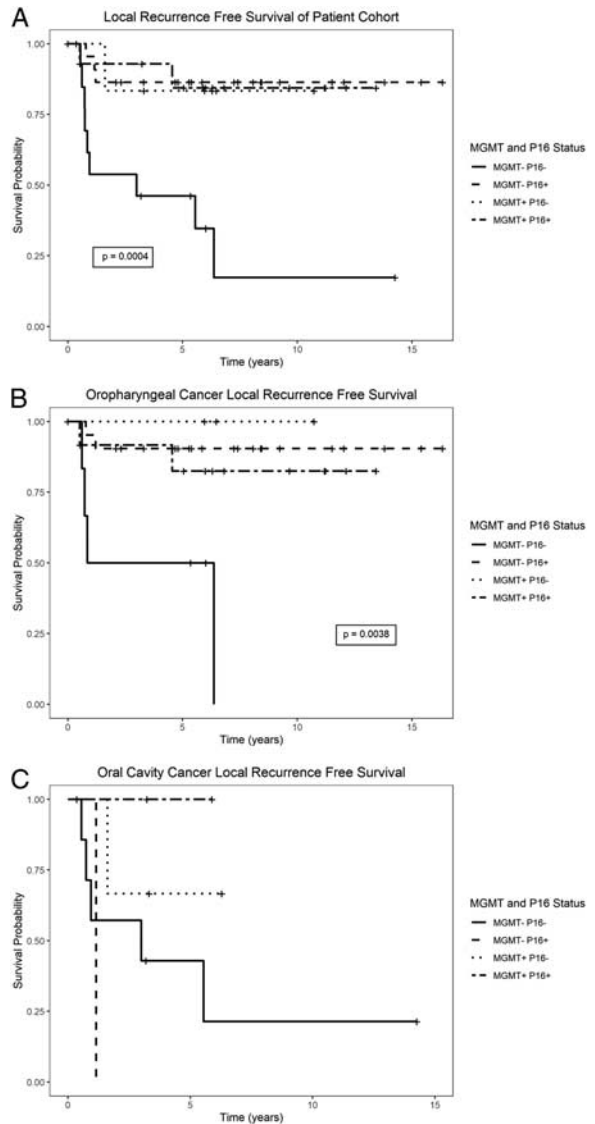 A
Local Recurrence Free Survival of Patient Cohort
1.00
0.75
0.50
0.25
0.00
Survival Probability
p = 0.0004
0
5
10
15
Time (years)
MGMT and P16 Status
MGMT- P16-
MGMT- P16+
MGMT+ P16-
MGMT+ P16+
B
Oropharyngeal Cancer Local Recurrence Free Survival
1.00
0.75
0.50
0.25
0.00
Survival Probability
p = 0.0038
0
5
10
15
Time (years)
MGMT and P16 Status
MGMT- P16-
MGMT- P16+
MGMT+ P16-
MGMT+ P16+
C
Oral Cavity Cancer Local Recurrence Free Survival
1.00
0.75
0.50
0.25
0.00
Survival Probability
0
5
10
15
Time (years)
MGMT and P16 Status
MGMT- P16-
MGMT- P16+
MGMT+ P16-
MGMT+ P16+